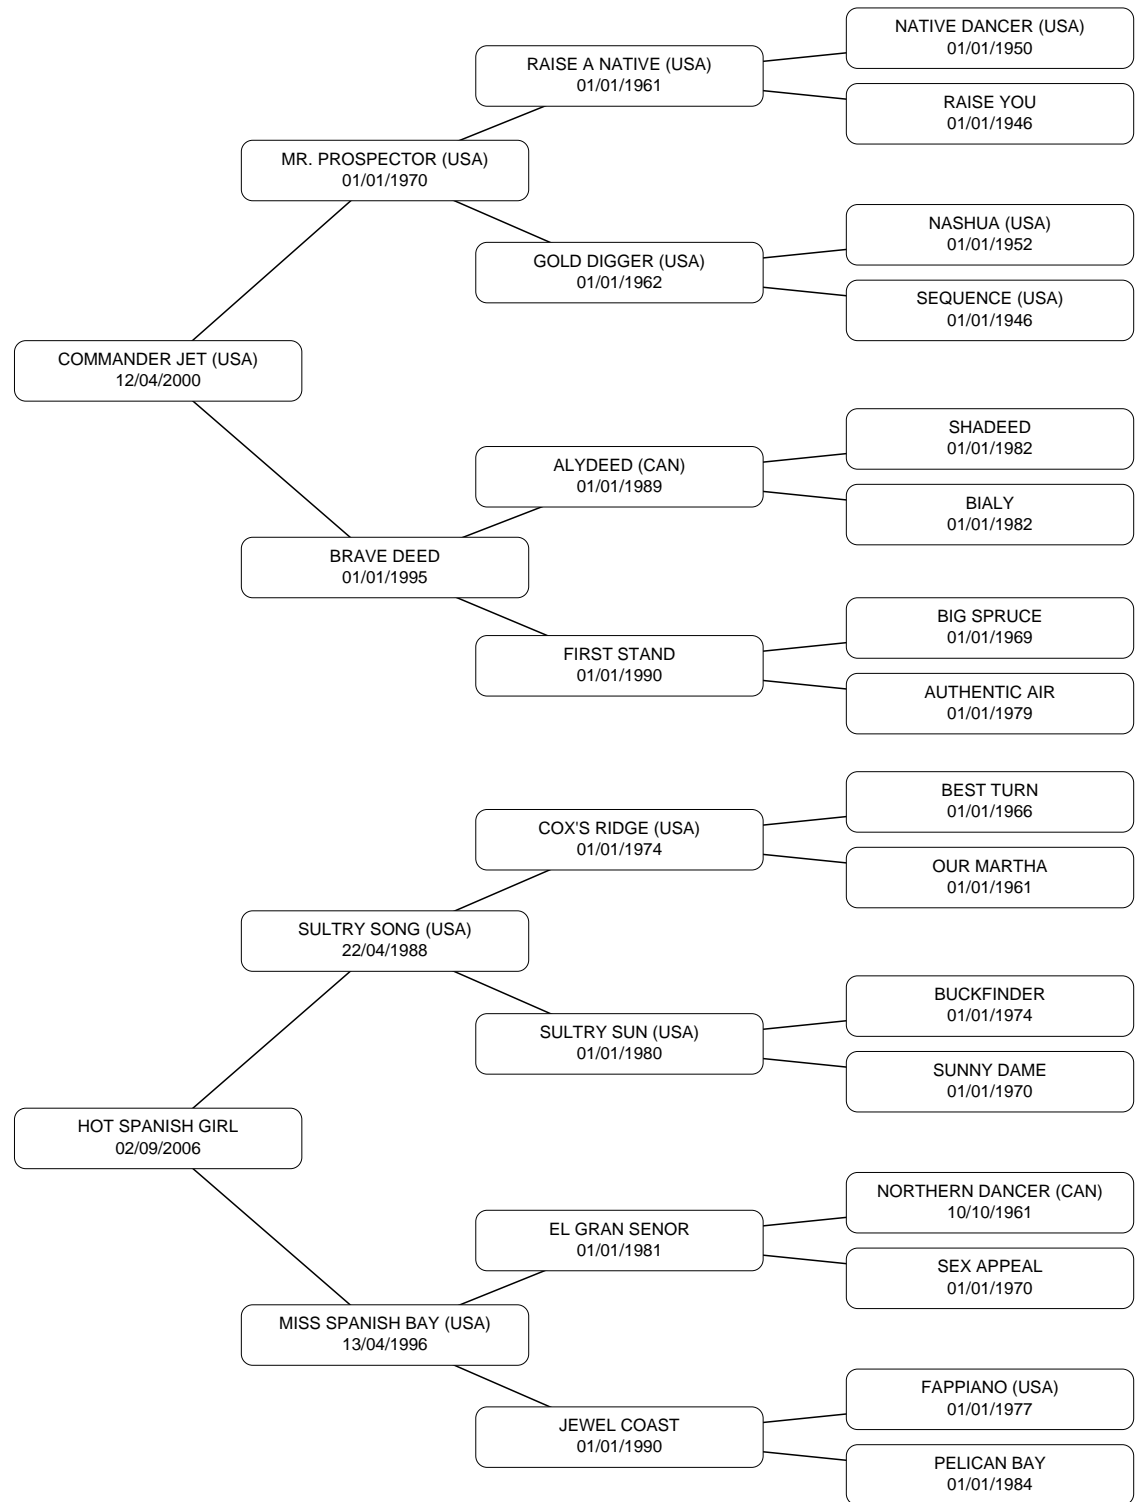 NATIVE DANCER (USA)
01/01/1950
RAISE A NATIVE (USA)
01/01/1961
RAISE YOU
01/01/1946
MR. PROSPECTOR (USA)
01/01/1970
NASHUA (USA)
01/01/1952
GOLD DIGGER (USA)
01/01/1962
SEQUENCE (USA)
01/01/1946
COMMANDER JET (USA)
12/04/2000
SHADEED
01/01/1982
ALYDEED (CAN)
01/01/1989
BIALY
01/01/1982
BRAVE DEED
01/01/1995
BIG SPRUCE
01/01/1969
FIRST STAND
01/01/1990
AUTHENTIC AIR
01/01/1979
BEST TURN
01/01/1966
COX'S RIDGE (USA)
01/01/1974
OUR MARTHA
01/01/1961
SULTRY SONG (USA)
22/04/1988
BUCKFINDER
01/01/1974
SULTRY SUN (USA)
01/01/1980
SUNNY DAME
01/01/1970
HOT SPANISH GIRL
02/09/2006
NORTHERN DANCER (CAN)
10/10/1961
EL GRAN SENOR
01/01/1981
SEX APPEAL
01/01/1970
MISS SPANISH BAY (USA)
13/04/1996
FAPPIANO (USA)
01/01/1977
JEWEL COAST
01/01/1990
PELICAN BAY
01/01/1984